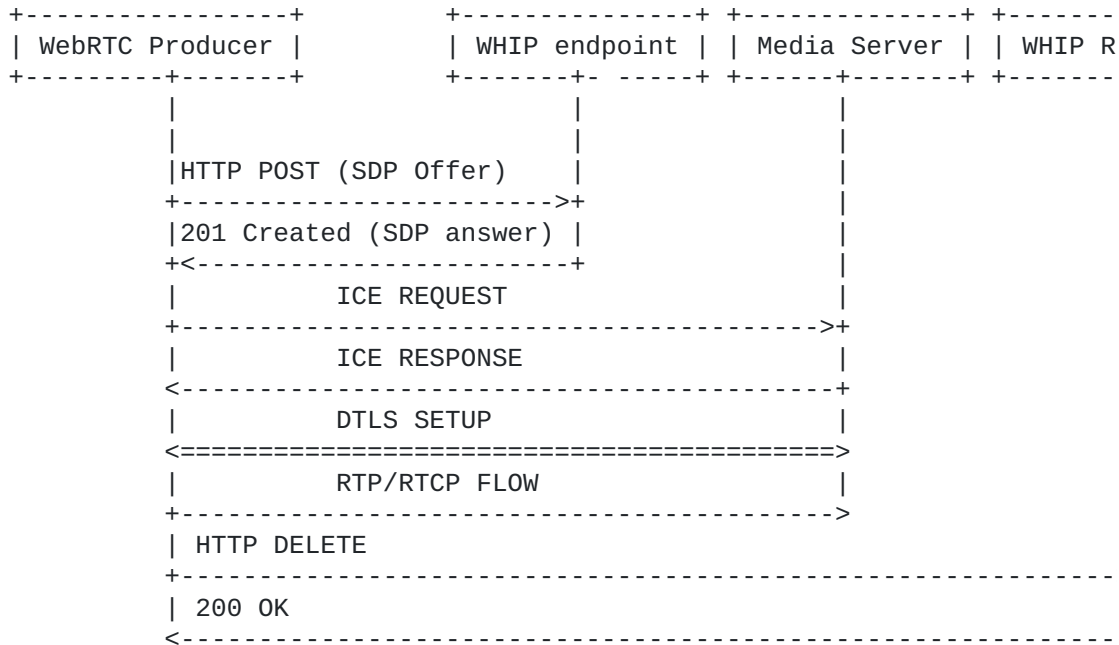 WebRTC Producer WHIP endpoint Media Server WHIP R
HTTP POST (SDP Offer)
201 Created (SDP answer)
ICE REQUEST
ICE RESPONSE
DTLS SETUP
RTP/RTCP FLOW
HTTP DELETE
200 OK